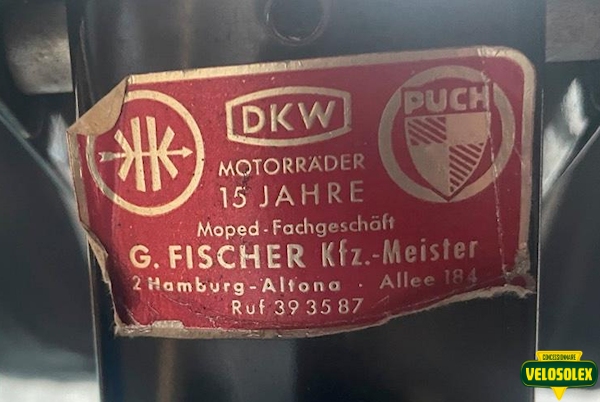 DKW
PUCH
MOTORRÄDER
15 JAHRE
Moped-Fachgeschäft
G. FISCHER Kfz.-Meister
2 Hamburg-Altona · Allee 184
Ruf 39 35 87
CONCESSIONNAIRE
VELOSOLEX